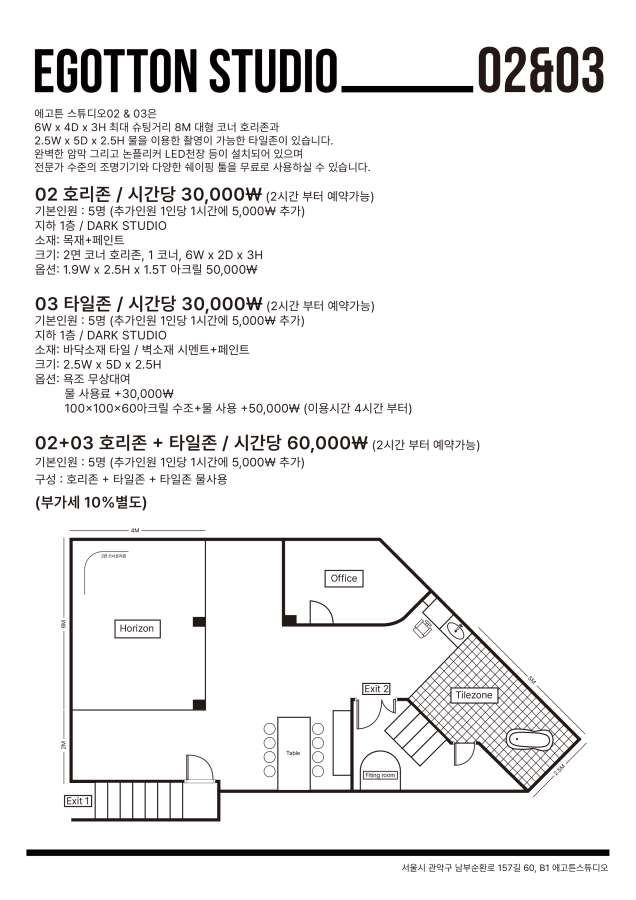 EGOTTON STUDIO 02&03
에고튼 스튜디오02 & 03은
6W x 4D x 3H 최대 슈팅거리 8M 대형 코너 호리존과
2.5W x 5D x 2.5H 물을 이용한 촬영이 가능한 타일존이 있습니다.
완벽한 암막 그리고 논플리커 LED천장 등이 설치되어 있으며
전문가 수준의 조명기기와 다양한 쉐이핑 툴을 무료로 사용하실 수 있습니다.
02 호리존 / 시간당 30,000₩ (2시간 부터 예약가능)
기본인원 : 5명 (추가인원 1인당 1시간에 5,000₩ 추가)
지하 1층 / DARK STUDIO
소재: 목재+페인트
크기: 2면 코너 호리존, 1 코너, 6W x 2D x 3H
옵션: 1.9W x 2.5H x 1.5T 아크릴 50,000₩
03 타일존 / 시간당 30,000₩ (2시간 부터 예약가능)
기본인원 : 5명 (추가인원 1인당 1시간에 5,000₩ 추가)
지하 1층 / DARK STUDIO
소재: 바닥소재 타일 / 벽소재 시멘트+페인트
크기: 2.5W x 5D x 2.5H
옵션: 욕조 무상대여
물 사용료 +30,000₩
100×100×60아크릴 수조+물 사용 +50,000₩ (이용시간 4시간 부터)
02+03 호리존 + 타일존 / 시간당 60,000₩ (2시간 부터 예약가능)
기본인원 : 5명 (추가인원 1인당 1시간에 5,000₩ 추가)
구성 : 호리존 + 타일존 + 타일존 물사용
(부가세 10%별도)
4M
2면 코너호리존
Office
6M
Horizon
5M
Exit 2
Tilezone
2M
Table
Fiting room
2.5M
Exit 1
서울시 관악구 남부순환로 157길 60, B1 에고튼스튜디오